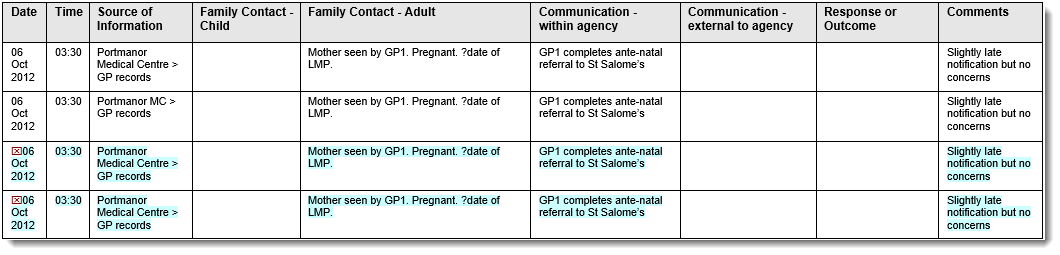 Date Time Source of Information Family Contact - Child Family Contact - Adult Communication - within agency Communication - external to agency Response or Outcome Comments
06 Oct 2012 03:30 Portmanor Medical Centre > GP records Mother seen by GP1. Pregnant. ?date of LMP. GP1 completes ante-natal referral to St Salome's Slightly late notification but no concerns
06 Oct 2012 03:30 Portmanor MC > GP records Mother seen by GP1. Pregnant. ?date of LMP. GP1 completes ante-natal referral to St Salome's Slightly late notification but no concerns
06 Oct 2012 03:30 Portmanor Medical Centre > GP records Mother seen by GP1. Pregnant. ?date of LMP. GP1 completes ante-natal referral to St Salome's Slightly late notification but no concerns
06 Oct 2012 03:30 Portmanor Medical Centre > GP records Mother seen by GP1. Pregnant. ?date of LMP. GP1 completes ante-natal referral to St Salome's Slightly late notification but no concerns